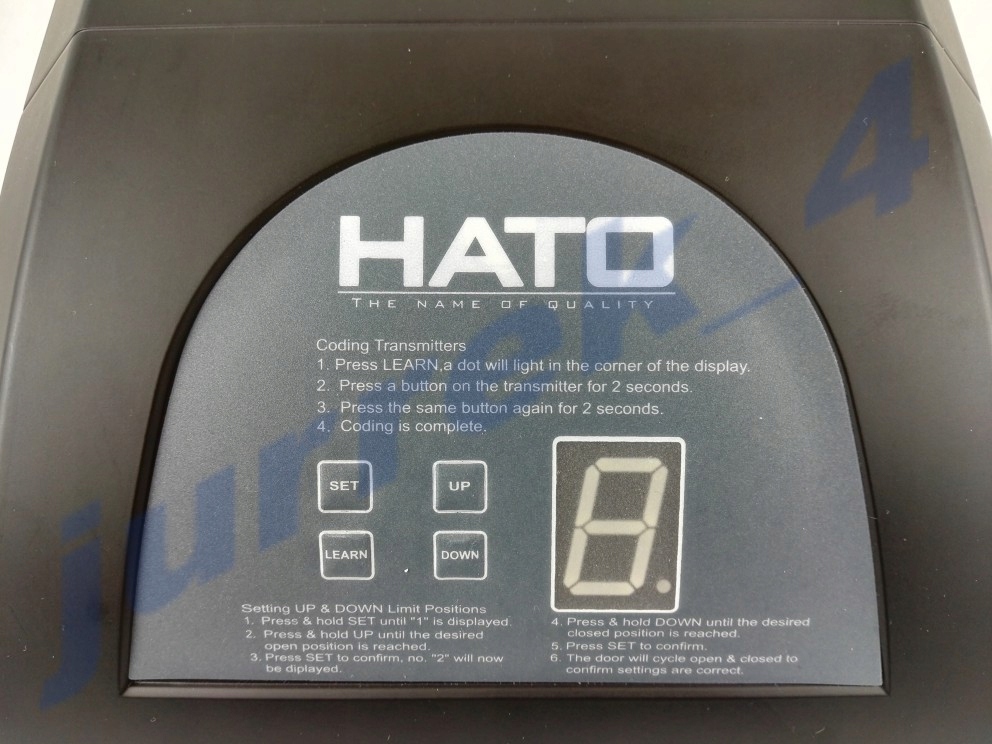 HATO
THE NAME OF QUALITY
Coding Transmitters
1. Press LEARN,a dot will light in the corner of the display.
2. Press a button on the transmitter for 2 seconds.
3. Press the same button again for 2 seconds.
4. Coding is complete.
SET
UP
LEARN
DOWN
8.
Setting UP & DOWN Limit Positions
1. Press & hold SET until "1" is displayed.
2. Press & hold UP until the desired
open position is reached.
3. Press SET to confirm, no. "2" will now
be diplayed.
4. Press & hold DOWN until the desired
closed position is reached.
5. Press SET to confirm.
6. The door will cycle open & closed to
confirm settings are correct.
jurrek_4